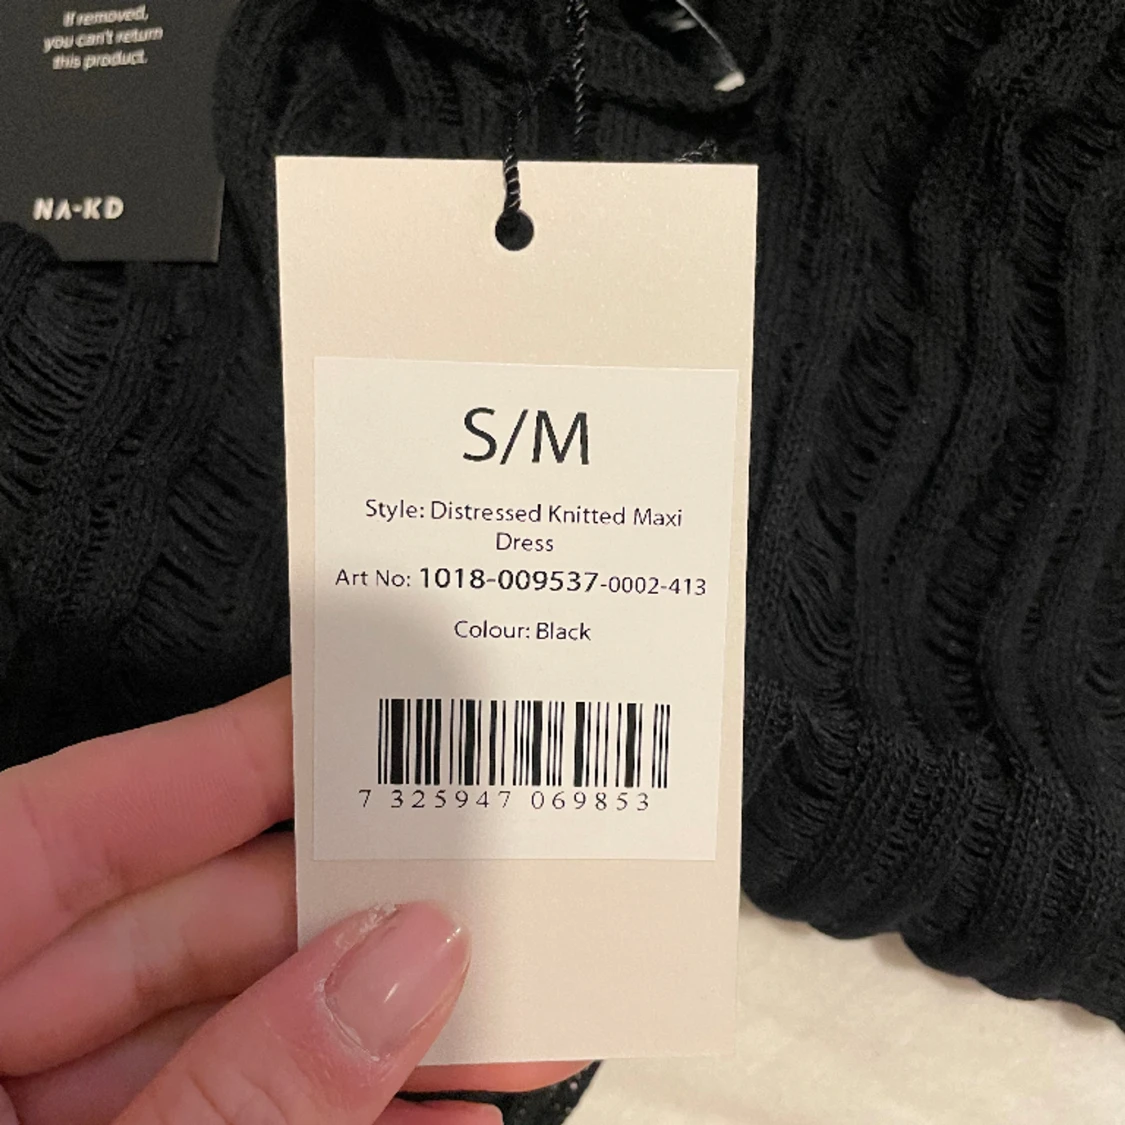 If removed,
you can't return
this product.
NA-KD
S/M
Style: Distressed Knitted Maxi
Dress
Art No: 1018-009537-0002-413
Colour: Black
7 325947 069853